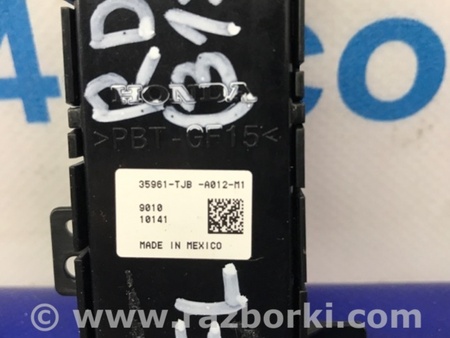 HONDA
>PBT-GF15<
35961-TJB -A012-M1
9010
10141
MADE IN MEXICO
© www.razborki.com